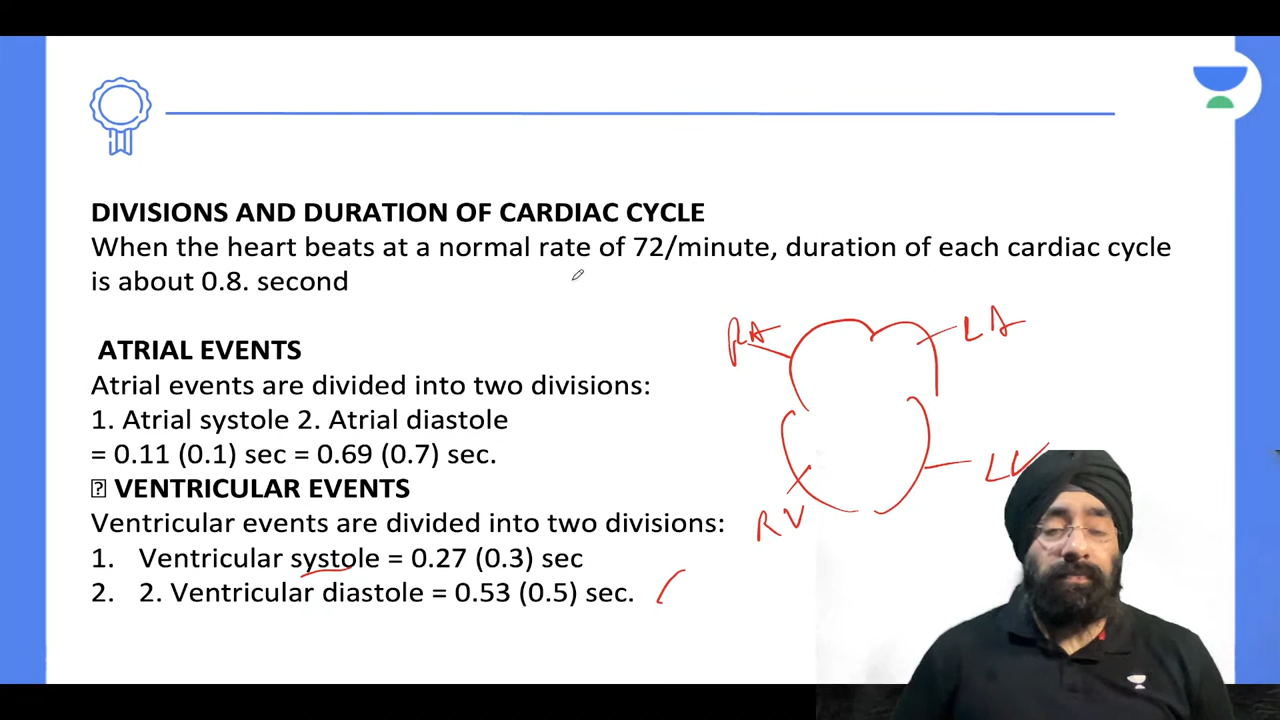 DIVISIONS AND DURATION OF CARDIAC CYCLE
When the heart beats at a normal rate of 72/minute, duration of each cardiac cycle
is about 0.8. second
ATRIAL EVENTS
Atrial events are divided into two divisions:
1. Atrial systole 2. Atrial diastole
= 0.11 (0.1) sec = 0.69 (0.7) sec.
VENTRICULAR EVENTS
Ventricular events are divided into two divisions:
1. Ventricular systole = 0.27 (0.3) sec
2. 2. Ventricular diastole = 0.53 (0.5) sec.
RA
LA
LV
RV